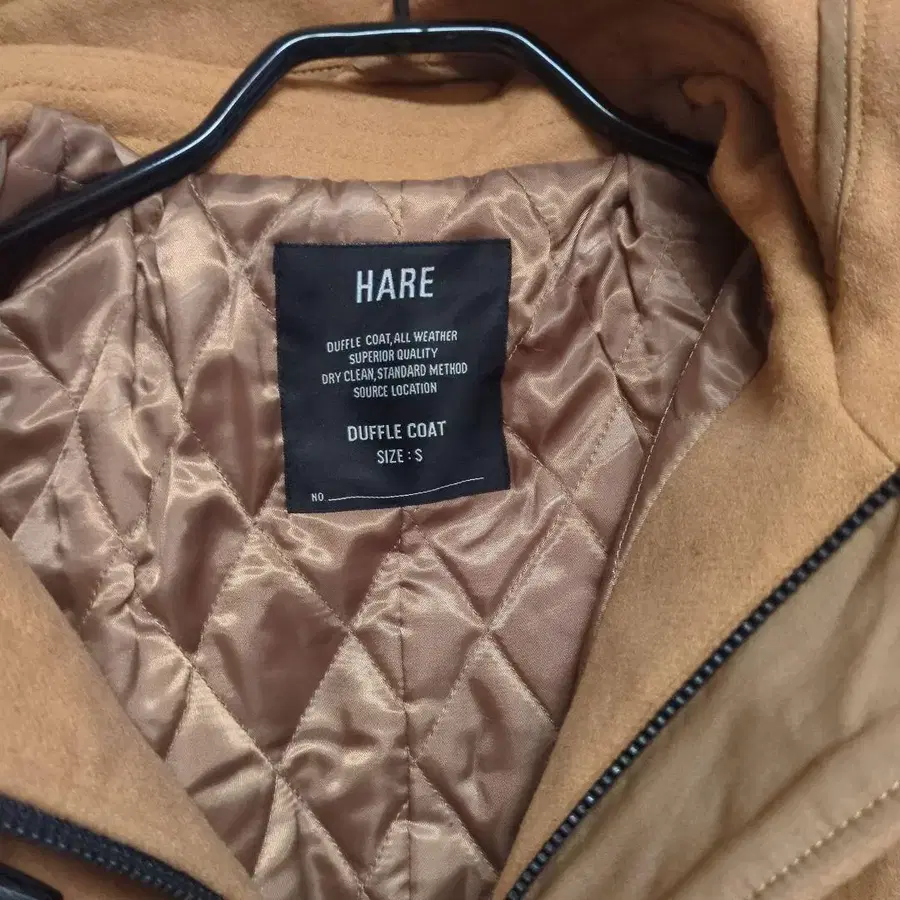 HARE
DUFFLE COAT, ALL WEATHER
SUPERIOR QUALITY
DRY CLEAN, STANDARD METHOD
SOURCE LOCATION
DUFFLE COAT
SIZE : S
NO.